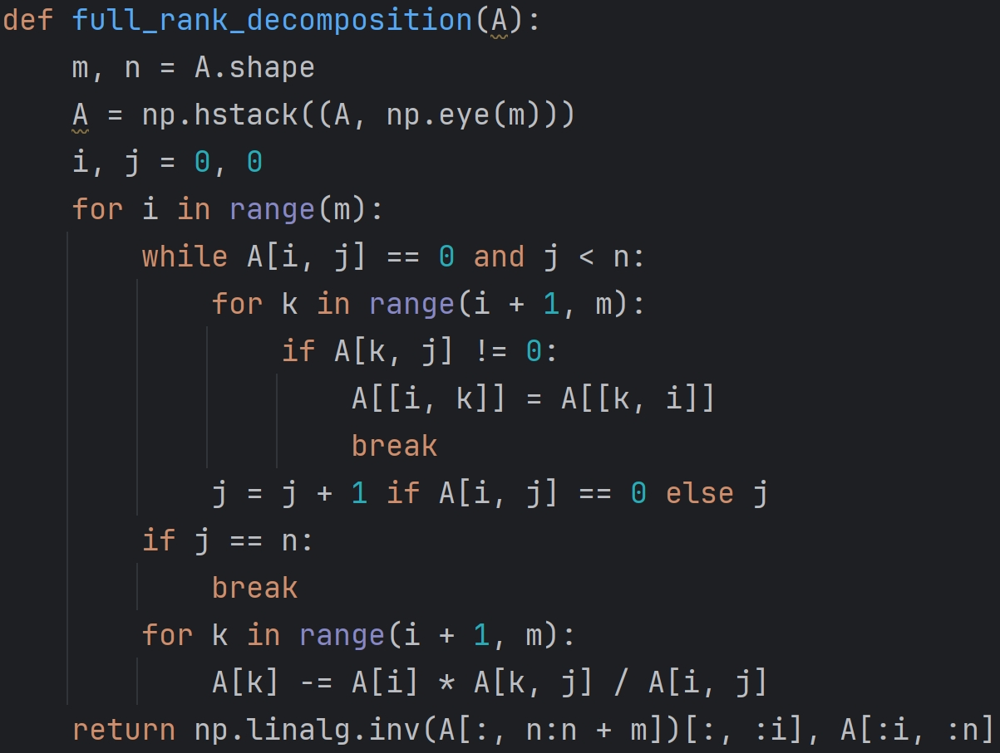 def full_rank_decomposition(A):
    m, n = A.shape
    A = np.hstack((A, np.eye(m)))
    i, j = 0, 0
    for i in range(m):
        while A[i, j] == 0 and j < n:
            for k in range(i + 1, m):
                if A[k, j] != 0:
                    A[[i, k]] = A[[k, i]]
                    break
            j = j + 1 if A[i, j] == 0 else j
        if j == n:
            break
        for k in range(i + 1, m):
            A[k] -= A[i] * A[k, j] / A[i, j]
    return np.linalg.inv(A[:, n:n + m])[:, :i], A[:i, :n]